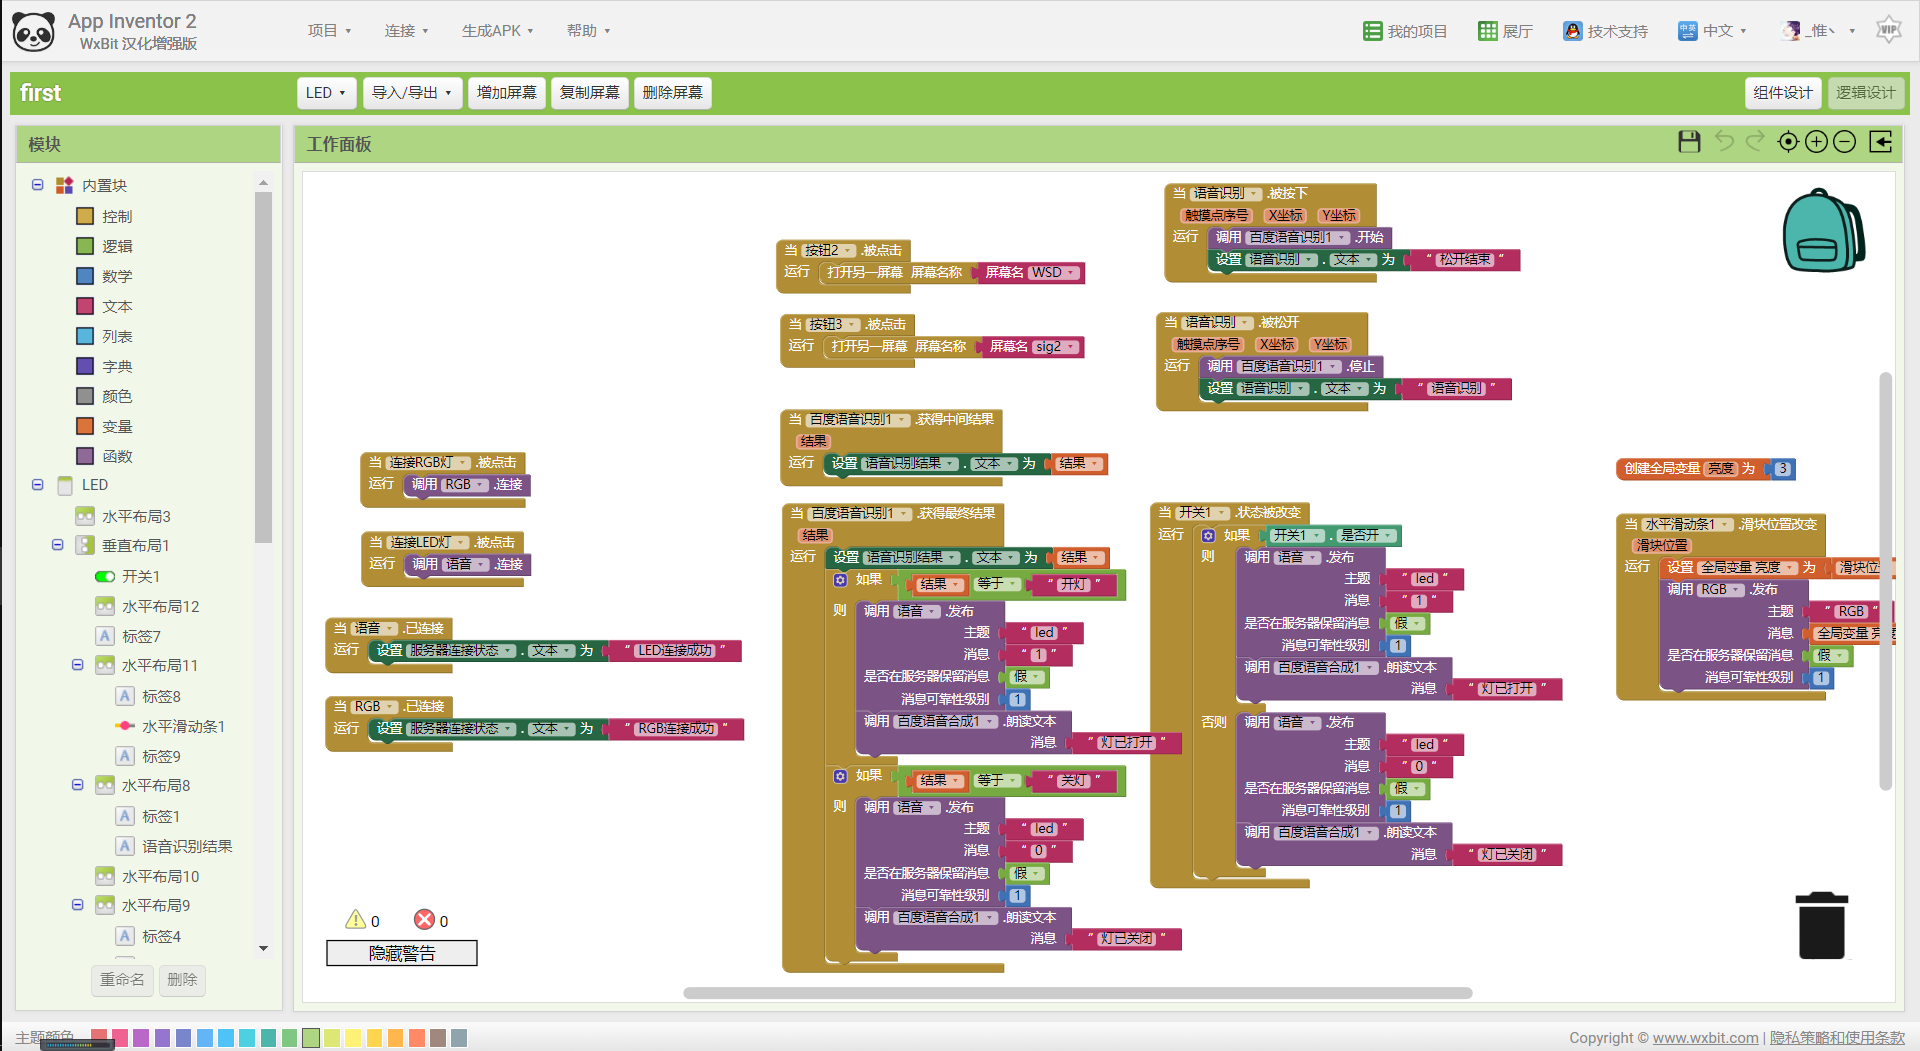 App Inventor 2
WxBit 汉化增强版
项目 连接 生成APK 帮助
我的项目 展厅 技术支持 中文 _惟丶 VIP
first
LED 导入/导出 增加屏幕 复制屏幕 删除屏幕
组件设计 逻辑设计
模块
内置块
控制
逻辑
数学
文本
列表
字典
颜色
变量
函数
LED
水平布局3
垂直布局1
开关1
水平布局12
标签7
水平布局11
标签8
水平滑动条1
标签9
水平布局8
标签1
语音识别结果
水平布局10
水平布局9
标签4
重命名 删除
工作面板
当 连接RGB灯 .被点击
运行 调用 RGB .连接
当 连接LED灯 .被点击
运行 调用 语音 .连接
当 语音 .已连接
运行 设置 服务器连接状态 . 文本 为 “ LED连接成功 ”
当 RGB .已连接
运行 设置 服务器连接状态 . 文本 为 “ RGB连接成功 ”
0 0
隐藏警告
当 按钮2 .被点击
运行 打开另一屏幕 屏幕名称 屏幕名 WSD
当 按钮3 .被点击
运行 打开另一屏幕 屏幕名称 屏幕名 sig2
当 百度语音识别1 .获得中间结果
结果
运行 设置 语音识别结果 . 文本 为 结果
当 百度语音识别1 .获得最终结果
结果
运行 设置 语音识别结果 . 文本 为 结果
如果 结果 等于 “ 开灯 ”
则 调用 语音 .发布
主题 “ led ”
消息 “ 1 ”
是否在服务器保留消息 假
消息可靠性级别 1
调用 百度语音合成1 .朗读文本
消息 “ 灯已打开 ”
如果 结果 等于 “ 关灯 ”
则 调用 语音 .发布
主题 “ led ”
消息 “ 0 ”
是否在服务器保留消息 假
消息可靠性级别 1
调用 百度语音合成1 .朗读文本
消息 “ 灯已关闭 ”
当 语音识别 .被按下
触摸点序号 X坐标 Y坐标
运行 调用 百度语音识别1 .开始
设置 语音识别 . 文本 为 “ 松开结束 ”
当 语音识别 .被松开
触摸点序号 X坐标 Y坐标
运行 调用 百度语音识别1 .停止
设置 语音识别 . 文本 为 “ 语音识别 ”
当 开关1 .状态被改变
运行 如果 开关1 . 是否开
则 调用 语音 .发布
主题 “ led ”
消息 “ 1 ”
是否在服务器保留消息 假
消息可靠性级别 1
调用 百度语音合成1 .朗读文本
消息 “ 灯已打开 ”
否则 调用 语音 .发布
主题 “ led ”
消息 “ 0 ”
是否在服务器保留消息 假
消息可靠性级别 1
调用 百度语音合成1 .朗读文本
消息 “ 灯已关闭 ”
创建全局变量 亮度 为 3
当 水平滑动条1 .滑块位置改变
滑块位置
运行 设置 全局变量 亮度 为 滑块位
调用 RGB .发布
主题 “ RGB ”
消息 全局变量 亮
是否在服务器保留消息 假
消息可靠性级别 1
主题颜色
Copyright © www.wxbit.com | 隐私策略和使用条款